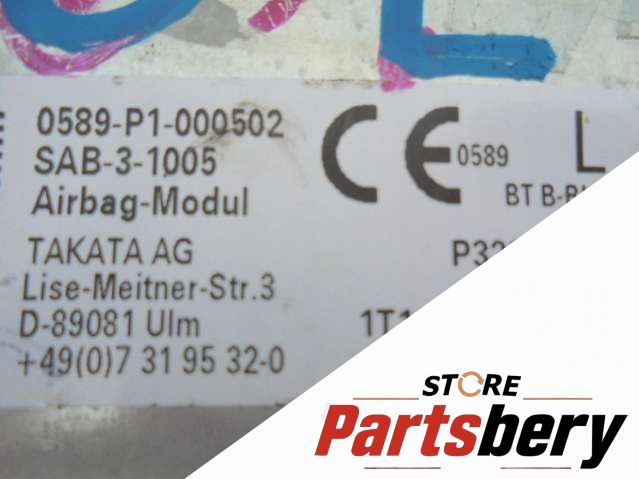 0589-P1-000502
SAB-3-1005
Airbag-Modul
TAKATA AG
Lise-Meitner-Str.3
D-89081 Ulm
+49(0)7 31 95 32-0
CE 0589 L
BT
STORE
Partsbery